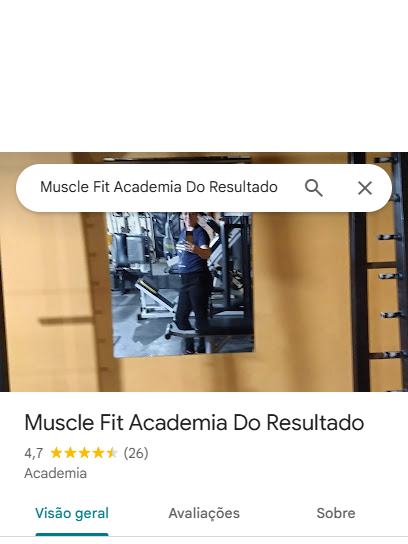 Muscle Fit Academia Do Resultado
Muscle Fit Academia Do Resultado
4,7 (26)
Academia
Visão geral Avaliações Sobre